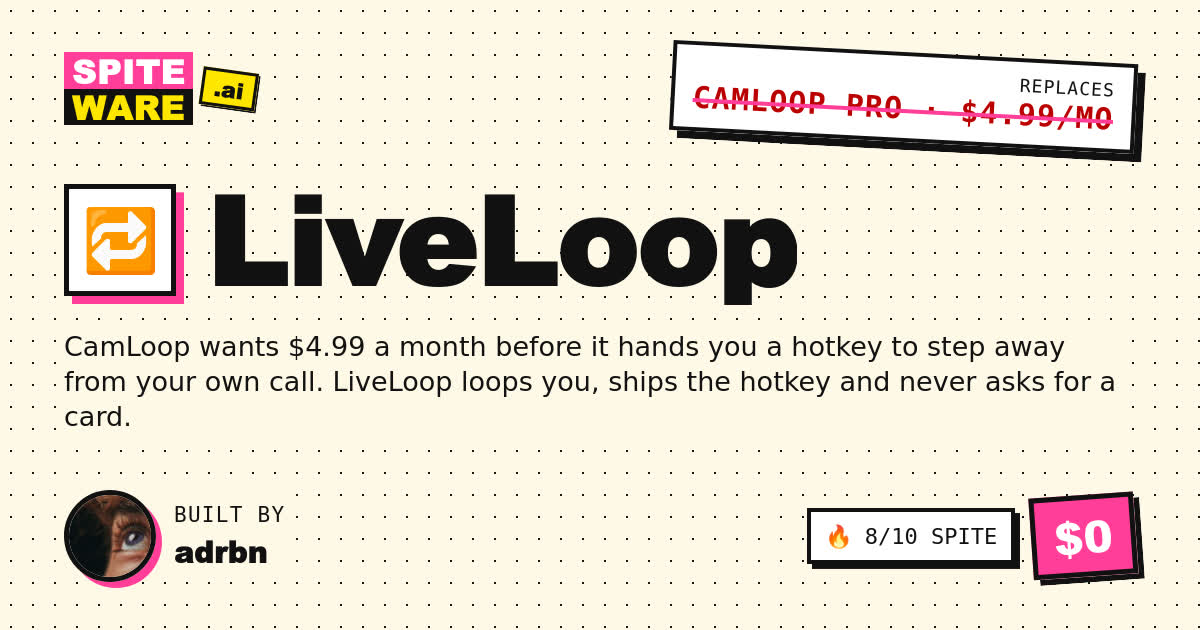 SPITE
WARE
.ai
REPLACES
CAMLOOP PRO · $4.99/MO
LiveLoop
CamLoop wants $4.99 a month before it hands you a hotkey to step away
from your own call. LiveLoop loops you, ships the hotkey and never asks for a
card.
BUILT BY
adrbn
8/10 SPITE
$0